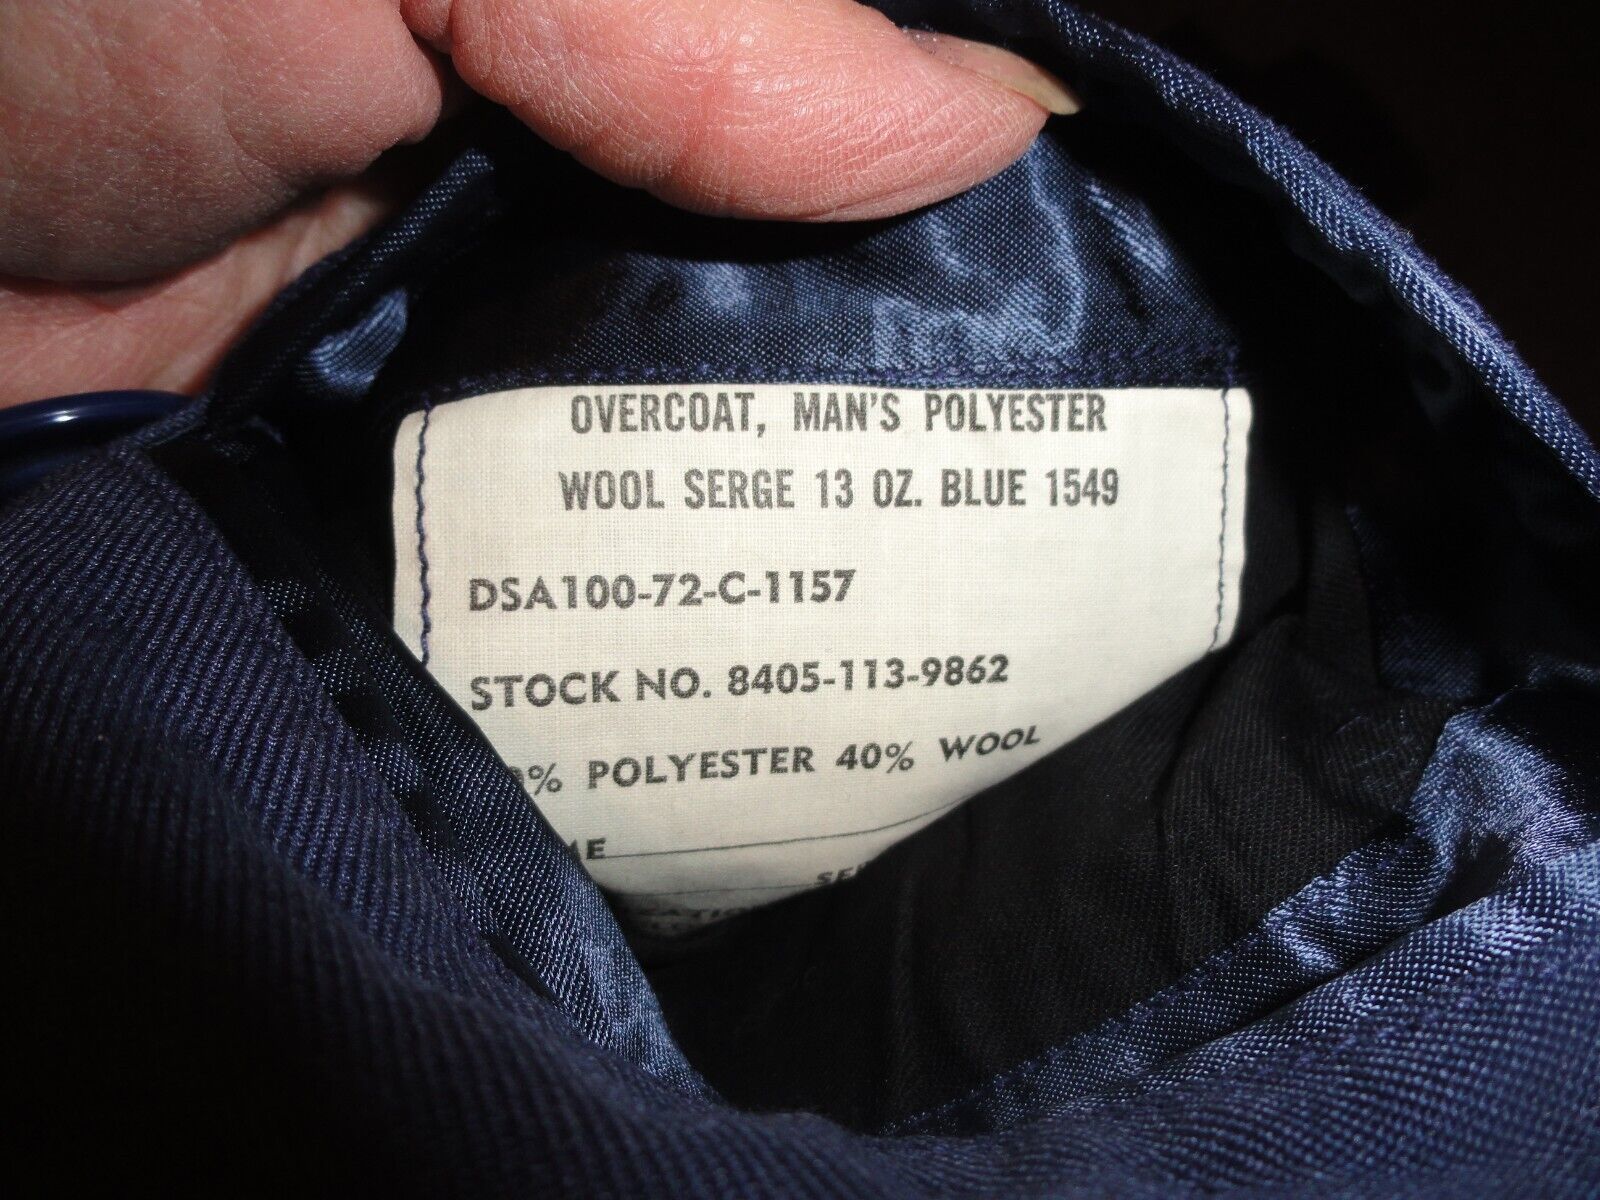 OVERCOAT, MAN'S POLYESTER
WOOL SERGE 13 OZ. BLUE 1549
DSA100-72-C-1157
STOCK NO. 8405-113-9862
% POLYESTER 40% WOOL